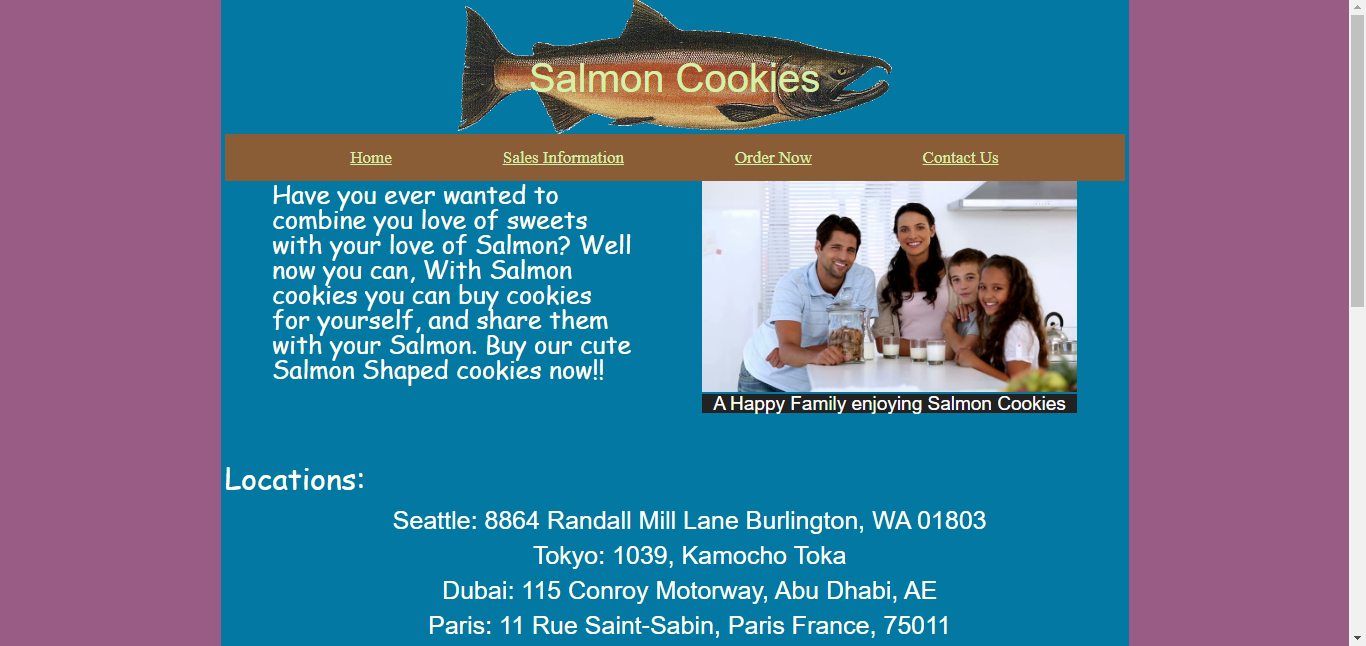 Salmon Cookies
Home Sales Information Order Now Contact Us
Have you ever wanted to
combine you love of sweets
with your love of Salmon? Well
now you can, With Salmon
cookies you can buy cookies
for yourself, and share them
with your Salmon. Buy our cute
Salmon Shaped cookies now!!
A Happy Family enjoying Salmon Cookies
Locations:
Seattle: 8864 Randall Mill Lane Burlington, WA 01803
Tokyo: 1039, Kamocho Toka
Dubai: 115 Conroy Motorway, Abu Dhabi, AE
Paris: 11 Rue Saint-Sabin, Paris France, 75011